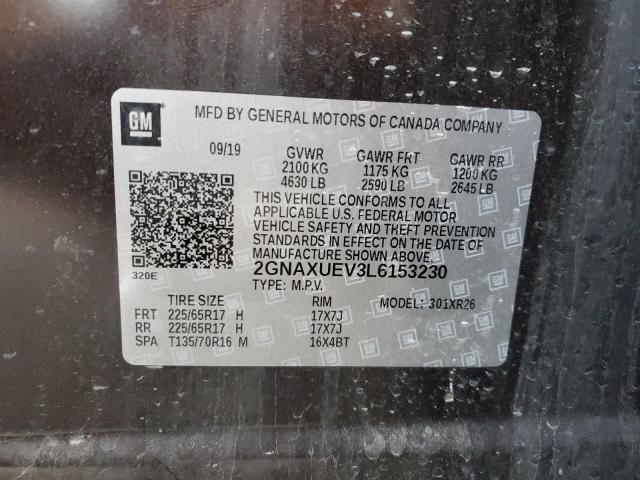 GM
MFD BY GENERAL MOTORS OF CANADA COMPANY
09/19 GVWR GAWR FRT GAWR RR
2100 KG 1175 KG 1200 KG
4630 LB 2590 LB 2645 LB
THIS VEHICLE CONFORMS TO ALL
APPLICABLE U.S. FEDERAL MOTOR
VEHICLE SAFETY AND THEFT PREVENTION
STANDARDS IN EFFECT ON THE DATE OF
MANUFACTURE SHOWN ABOVE.
320E
2GNAXUEV3L6153230
TYPE: M.P.V.
TIRE SIZE RIM MODEL: 301XR26
FRT 225/65R17 H 17X7J
RR 225/65R17 H 17X7J
SPA T135/70R16 M 16X4BT